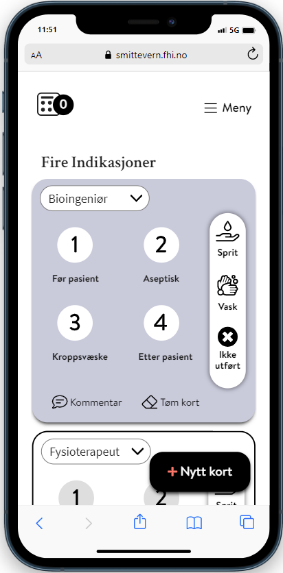 11:51
5G
AA
smittevern.fhi.no
0
Meny
Fire Indikasjoner
Bioingeniør
1
2
Sprit
Før pasient
Aseptisk
Vask
3
4
Ikke
utført
Kroppsvæske
Etter pasient
Kommentar
Tøm kort
Fysioterapeut
+ Nytt kort
1
2
Sprit